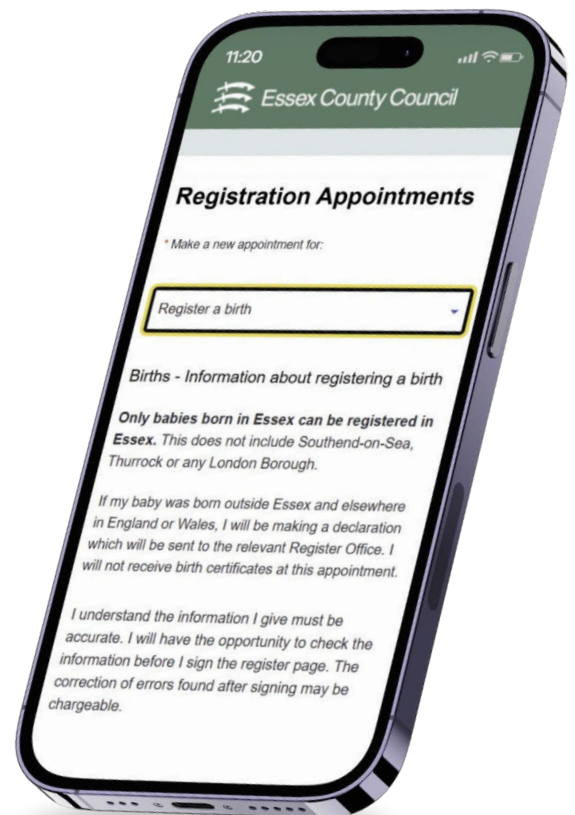 11:20
Essex County Council
Registration Appointments
* Make a new appointment for:
Register a birth
Births - Information about registering a birth
Only babies born in Essex can be registered in
Essex. This does not include Southend-on-Sea,
Thurrock or any London Borough.
If my baby was born outside Essex and elsewhere
in England or Wales, I will be making a declaration
which will be sent to the relevant Register Office. I
will not receive birth certificates at this appointment.
I understand the information I give must be
accurate. I will have the opportunity to check the
information before I sign the register page. The
correction of errors found after signing may be
chargeable.